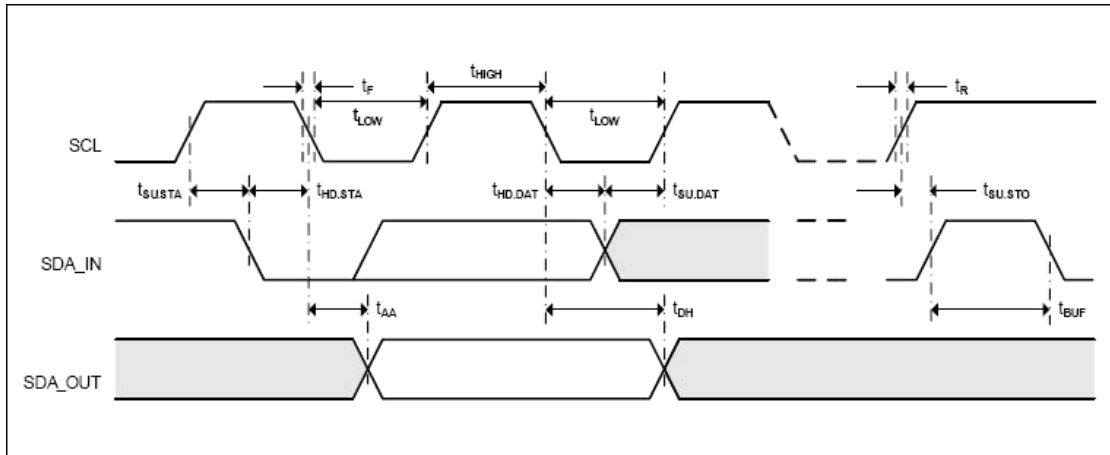 tHIGH
tF
tR
tLOW
tLOW
SCL
tSU.STA
tHD.STA
tHD.DAT
tSU.DAT
tSU.STO
SDA_IN
tAA
tDH
tBUF
SDA_OUT